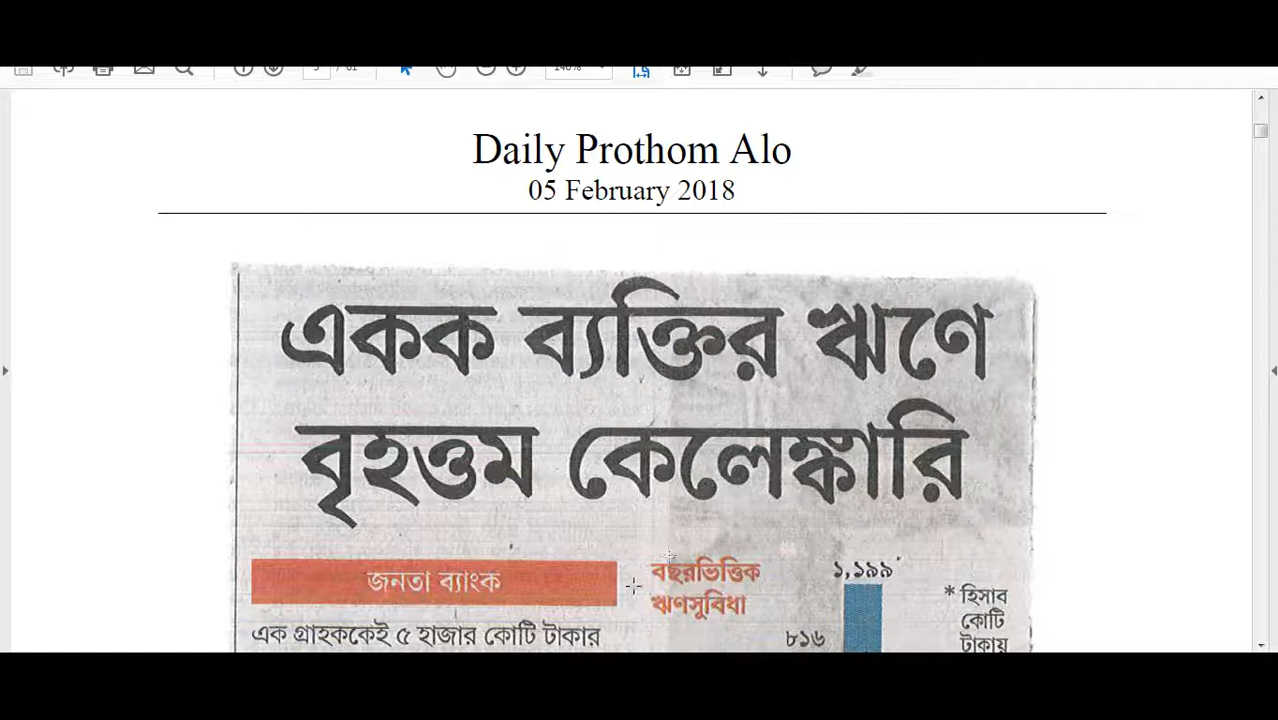 Daily Prothom Alo
05 February 2018
একক ব্যক্তির ঋণে
বৃহত্তম কেলেঙ্কারি
জনতা ব্যাংক
এক গ্রাহককেই ৫ হাজার কোটি টাকার
বছরভিত্তিক
ঋণসুবিধা
১,১৯৯
৮১৬
* হিসাব
কোটি
টাকায়